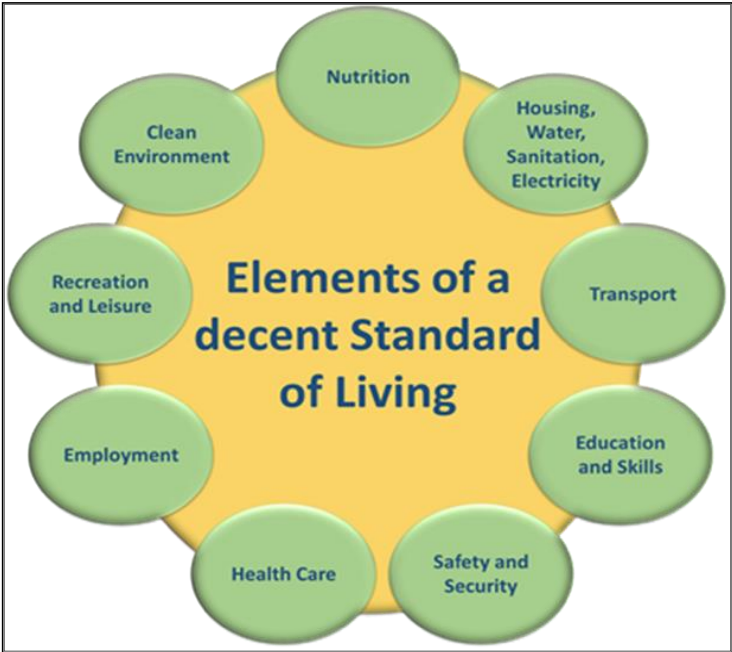 Elements of a
decent Standard
of Living
Nutrition
Housing,
Water,
Sanitation,
Electricity
Transport
Education
and Skills
Safety and
Security
Health Care
Employment
Recreation
and Leisure
Clean
Environment